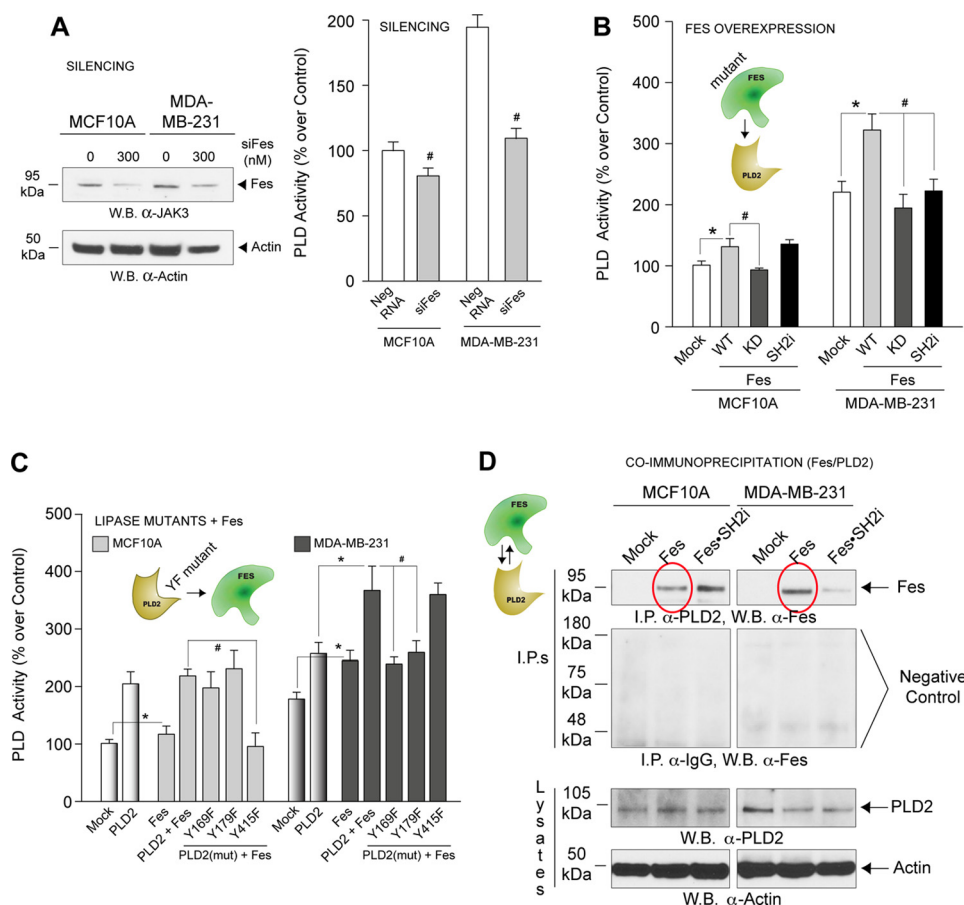 A
SILENCING
MCF10A
MDA-
MB-231
siFes
(nM)
0 300 0 300
95
kDa
Fes
W.B. α-JAK3
50
kDa
Actin
W.B. α-Actin
SILENCING
PLD Activity (% over Control)
200
150
100
50
0
#
#
Neg
RNA
siFes
Neg
RNA
siFes
MCF10A
MDA-MB-231
B
FES OVEREXPRESSION
PLD Activity (% over Control)
500
400
300
200
100
0
mutant
FES
PLD2
* #
* #
Mock WT KD SH2i Mock WT KD SH2i
Fes Fes
MCF10A MDA-MB-231
C
LIPASE MUTANTS + Fes
MCF10A
MDA-MB-231
PLD Activity (% over Control)
500
400
300
200
100
0
YF mutant
PLD2
FES
* #
* * #
Mock PLD2 Fes PLD2 + Fes Y169F Y179F Y415F Mock PLD2 Fes PLD2 + Fes Y169F Y179F Y415F
PLD2(mut) + Fes PLD2(mut) + Fes
D
CO-IMMUNOPRECIPITATION (Fes/PLD2)
FES
PLD2
MCF10A MDA-MB-231
Mock Fes Fes•SH2i Mock Fes Fes•SH2i
I.P.s
95
kDa
Fes
I.P. α-PLD2, W.B. α-Fes
180
kDa
75
kDa
48
kDa
Negative
Control
I.P. α-IgG, W.B. α-Fes
Lysates
105
kDa
PLD2
W.B. α-PLD2
50
kDa
Actin
W.B. α-Actin